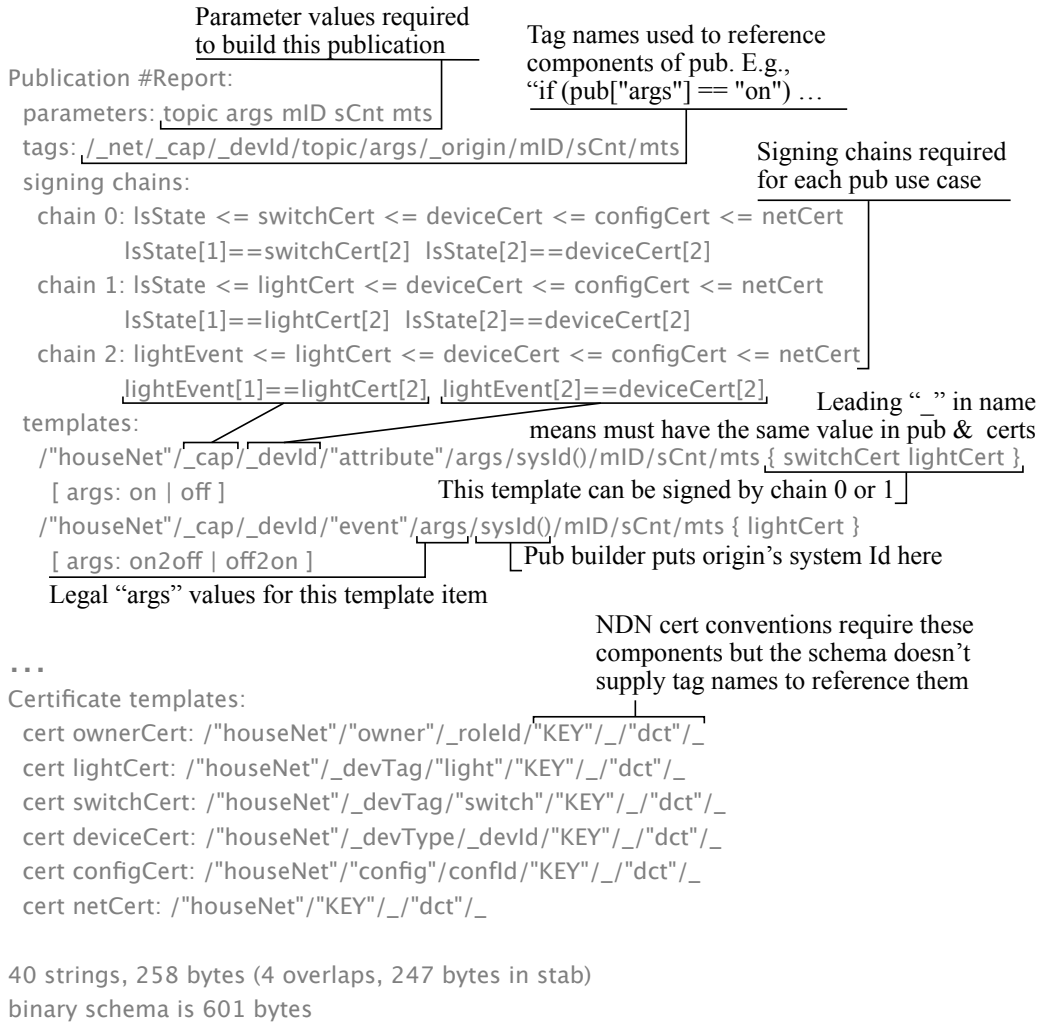 Parameter values required
to build this publication
Tag names used to reference
components of pub. E.g.,
“if (pub["args"] == "on") …
Publication #Report:
parameters: topic args mID sCnt mts
tags: /_net/_cap/_devId/topic/args/_origin/mID/sCnt/mts
Signing chains required
for each pub use case
signing chains:
chain 0: lsState <= switchCert <= deviceCert <= configCert <= netCert
lsState[1]==switchCert[2] lsState[2]==deviceCert[2]
chain 1: lsState <= lightCert <= deviceCert <= configCert <= netCert
lsState[1]==lightCert[2] lsState[2]==deviceCert[2]
chain 2: lightEvent <= lightCert <= deviceCert <= configCert <= netCert
lightEvent[1]==lightCert[2] lightEvent[2]==deviceCert[2]
Leading “_” in name
means must have the same value in pub & certs
templates:
/"houseNet"/_cap/_devId/"attribute"/args/sysId()/mID/sCnt/mts { switchCert lightCert }
[ args: on | off ]
This template can be signed by chain 0 or 1
/"houseNet"/_cap/_devId/"event"/args/sysId()/mID/sCnt/mts { lightCert }
[ args: on2off | off2on ]
Pub builder puts origin’s system Id here
Legal “args” values for this template item
NDN cert conventions require these
components but the schema doesn’t
supply tag names to reference them
...
Certificate templates:
cert ownerCert: /"houseNet"/"owner"/_roleId/"KEY"/_/"dct"/_
cert lightCert: /"houseNet"/_devTag/"light"/"KEY"/_/"dct"/_
cert switchCert: /"houseNet"/_devTag/"switch"/"KEY"/_/"dct"/_
cert deviceCert: /"houseNet"/_devType/_devId/"KEY"/_/"dct"/_
cert configCert: /"houseNet"/"config"/confId/"KEY"/_/"dct"/_
cert netCert: /"houseNet"/"KEY"/_/"dct"/_
40 strings, 258 bytes (4 overlaps, 247 bytes in stab)
binary schema is 601 bytes